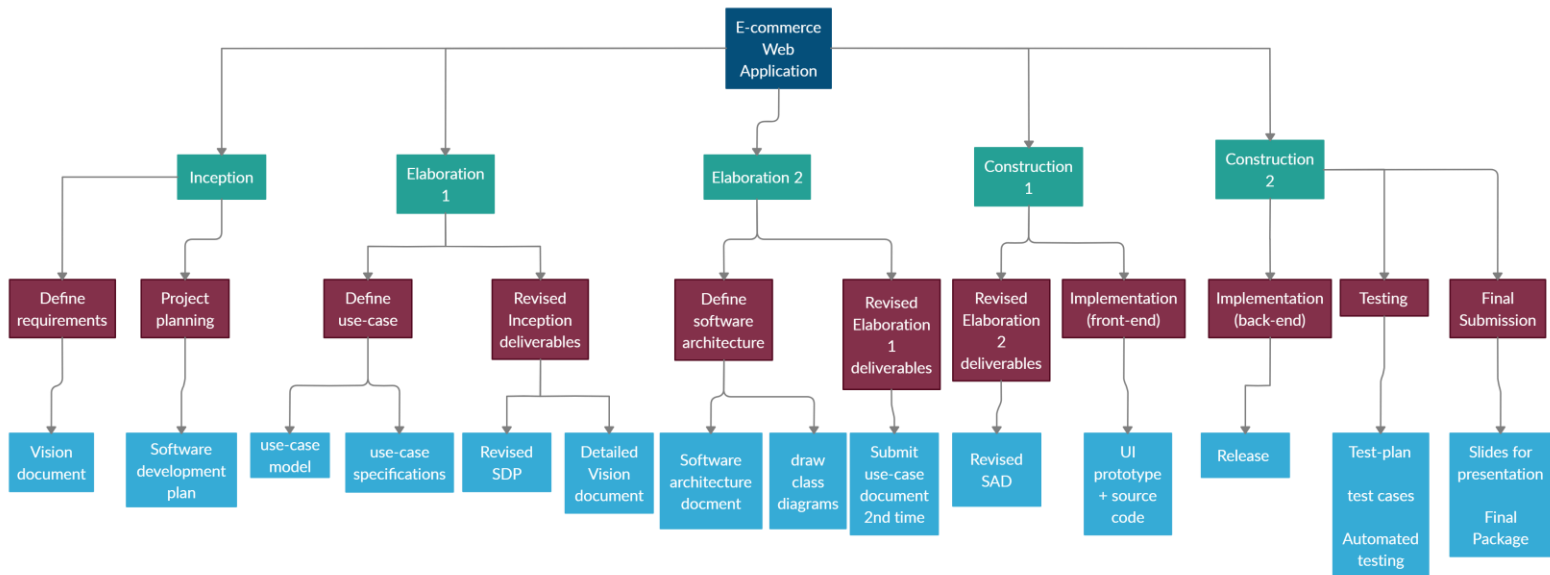 E-commerce
Web
Application
Inception
Elaboration
1
Elaboration 2
Construction
1
Construction
2
Define
requirements
Project
planning
Define
use-case
Revised
Inception
deliverables
Define
software
architecture
Revised
Elaboration
1
deliverables
Revised
Elaboration
2
deliverables
Implementation
(front-end)
Implementation
(back-end)
Testing
Final
Submission
Vision
document
Software
development
plan
use-case
model
use-case
specifications
Revised
SDP
Detailed
Vision
document
Software
architecture
docment
draw
class
diagrams
Submit
use-case
document
2nd time
Revised
SAD
UI
prototype
+ source
code
Release
Test-plan
test cases
Automated
testing
Slides for
presentation
Final
Package